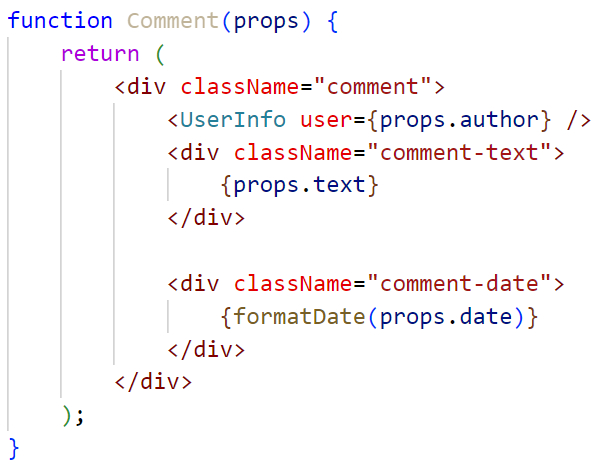 function Comment(props) {
    return (
        <div className="comment">
            <UserInfo user={props.author} />
            <div className="comment-text">
                {props.text}
            </div>

            <div className="comment-date">
                {formatDate(props.date)}
            </div>
        </div>
    );
}